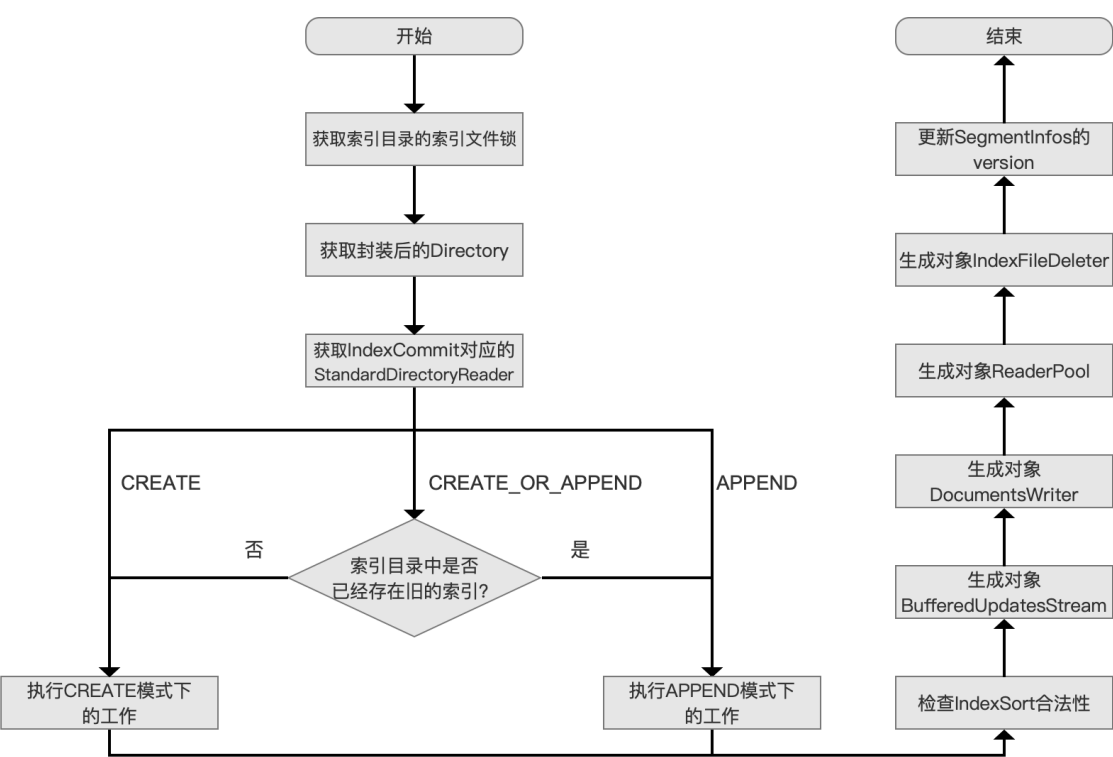 开始
获取索引目录的索引文件锁
获取封装后的Directory
获取IndexCommit对应的
StandardDirectoryReader
CREATE
CREATE_OR_APPEND
APPEND
否
是
索引目录中是否
已经存在旧的索引?
执行CREATE模式下
的工作
执行APPEND模式下
的工作
检查IndexSort合法性
生成对象
BufferedUpdatesStream
生成对象
DocumentsWriter
生成对象ReaderPool
生成对象IndexFileDeleter
更新SegmentInfos的
version
结束